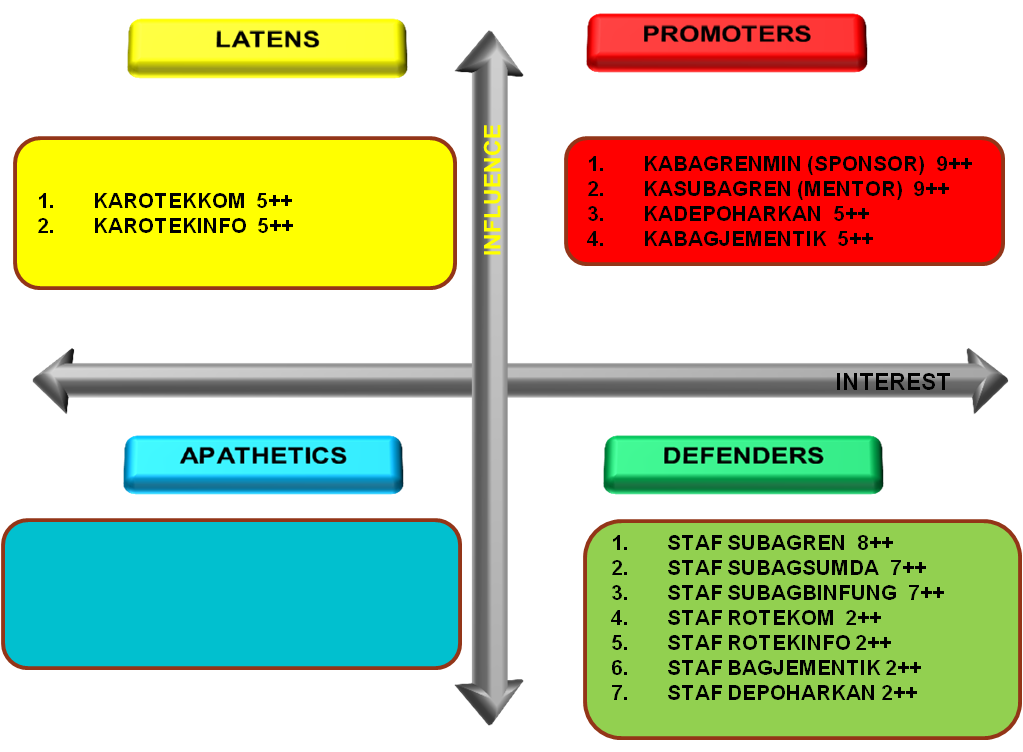 LATENS
PROMOTERS
1. KAROTEKKOM 5++
2. KAROTEKINFO 5++
INFLUENCE
1. KABAGRENMIN (SPONSOR) 9++
2. KASUBAGREN (MENTOR) 9++
3. KADEPOHARKAN 5++
4. KABAGJEMENTIK 5++
INTEREST
APATHETICS
DEFENDERS
1. STAF SUBAGREN 8++
2. STAF SUBAGSUMDA 7++
3. STAF SUBAGBINFUNG 7++
4. STAF ROTEKOM 2++
5. STAF ROTEKINFO 2++
6. STAF BAGJEMENTIK 2++
7. STAF DEPOHARKAN 2++